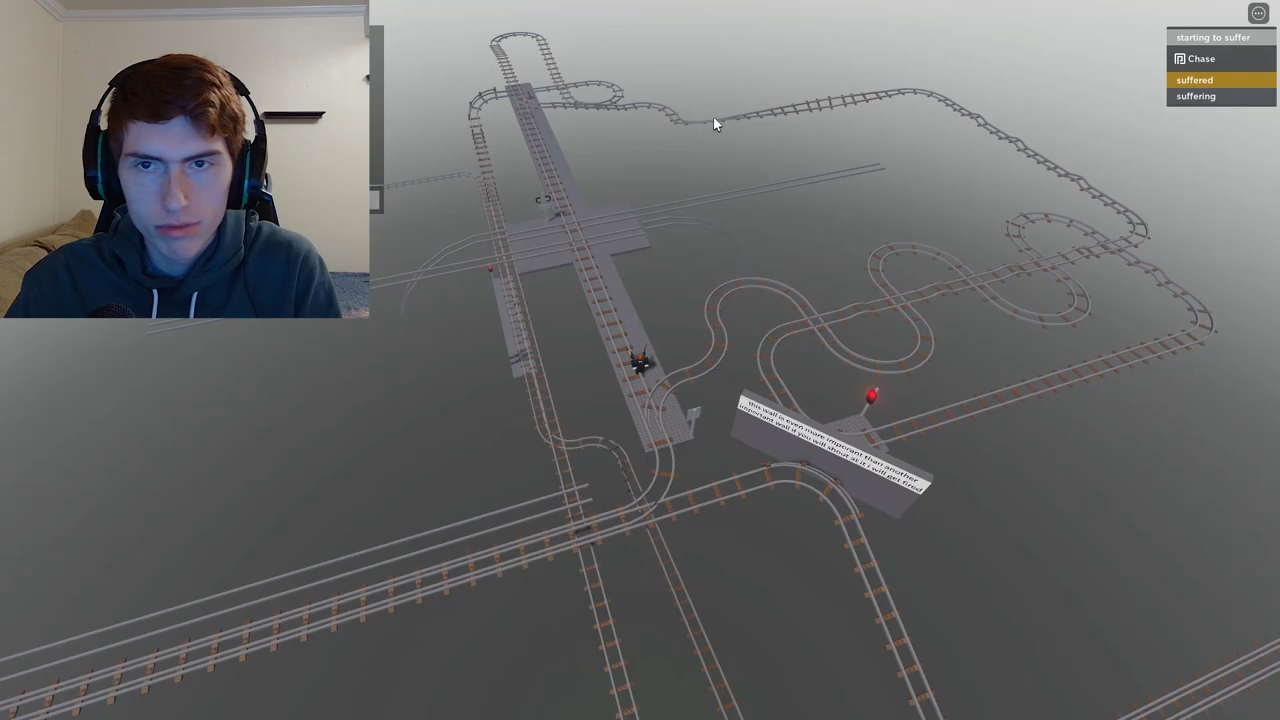 starting to suffer
Chase
suffered
suffering
this wall is even more imporant than another
important wall if you will shoot at it i will get fired